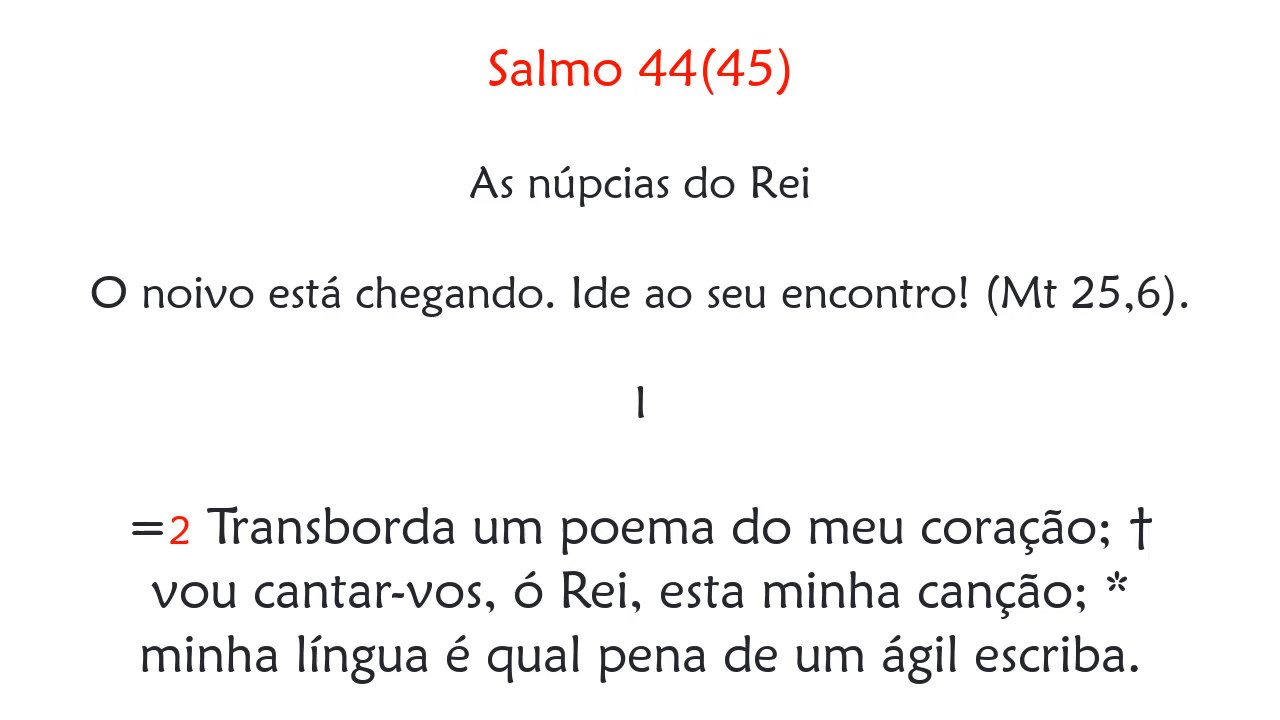 Salmo 44(45)
As núpcias do Rei
O noivo está chegando. Ide ao seu encontro! (Mt 25,6).
I
=2 Transborda um poema do meu coração; †
vou cantar-vos, ó Rei, esta minha canção; *
minha língua é qual pena de um ágil escriba.